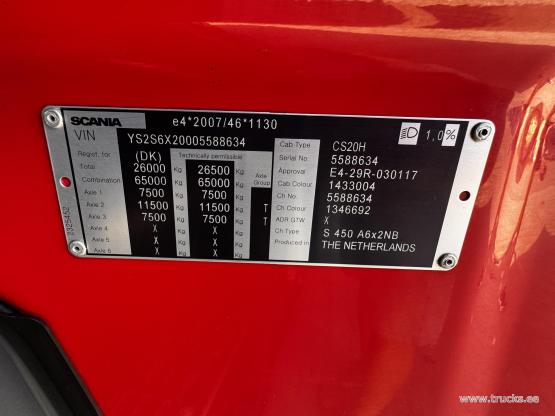 SCANIA e4*2007/46*1130
VIN YS2S6X20005588634
1,0%
Regist. for (DK) Technically permissible
Total 26000 Kg 26500 Kg Axle Group
Combination 65000 Kg 65000 Kg
Axle 1 7500 Kg 7500 Kg
Axle 2 11500 Kg 11500 Kg T
Axle 3 7500 Kg 7500 Kg T
Axle 4 X Kg X Kg
Axle 5 X Kg X Kg
Axle 6 X Kg X Kg
Cab Type CS20H
Serial No. 5588634
Approval E4-29R-030117
Cab Colour 1433004
Ch No. 5588634
Ch Colour 1346692
ADR GTW X
Ch Type S 450 A6x2NB
Produced in THE NETHERLANDS
www.trucks.ee